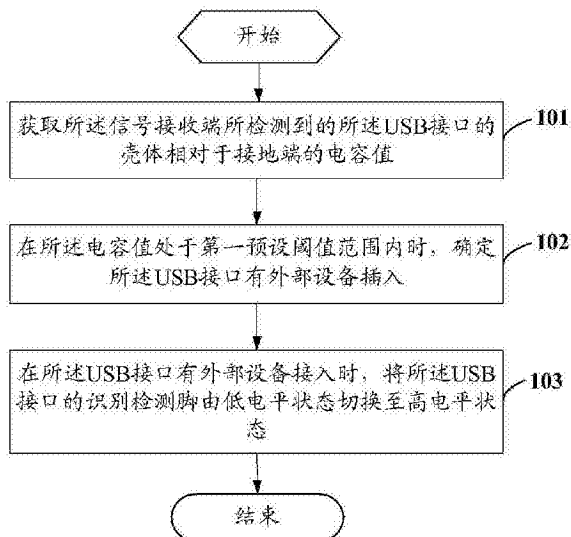 开始
获取所述信号接收端所检测到的所述USB接口的
壳体相对于接地端的电容值
101
在所述电容值处于第一预设阈值范围内时，确定
所述USB接口有外部设备插入
102
在所述USB接口有外部设备接入时，将所述USB
接口的识别检测脚由低电平状态切换至高电平状
态
103
结束